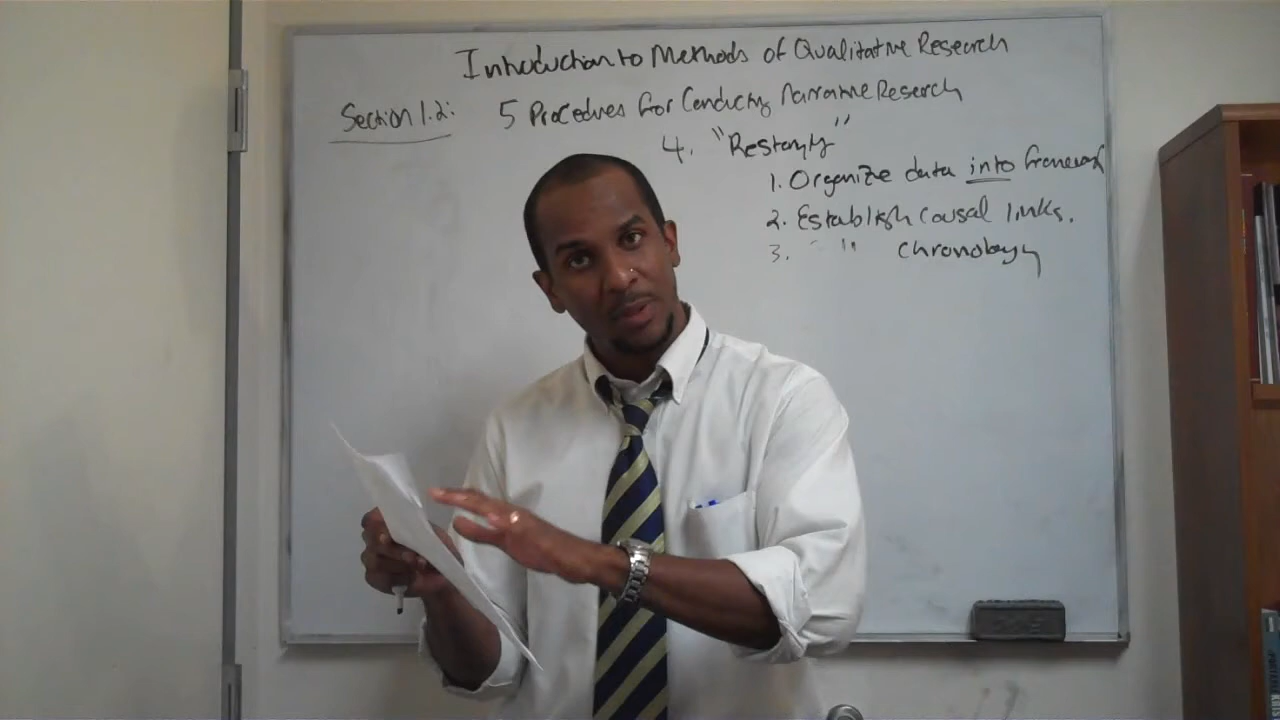 Introduction to Methods of Qualitative Research
Section 1.2: 5 Procedures for Conducting Narrative Research
4. "Restorying"
1. Organize data into framework
2. Establish causal links.
3. " " chronology